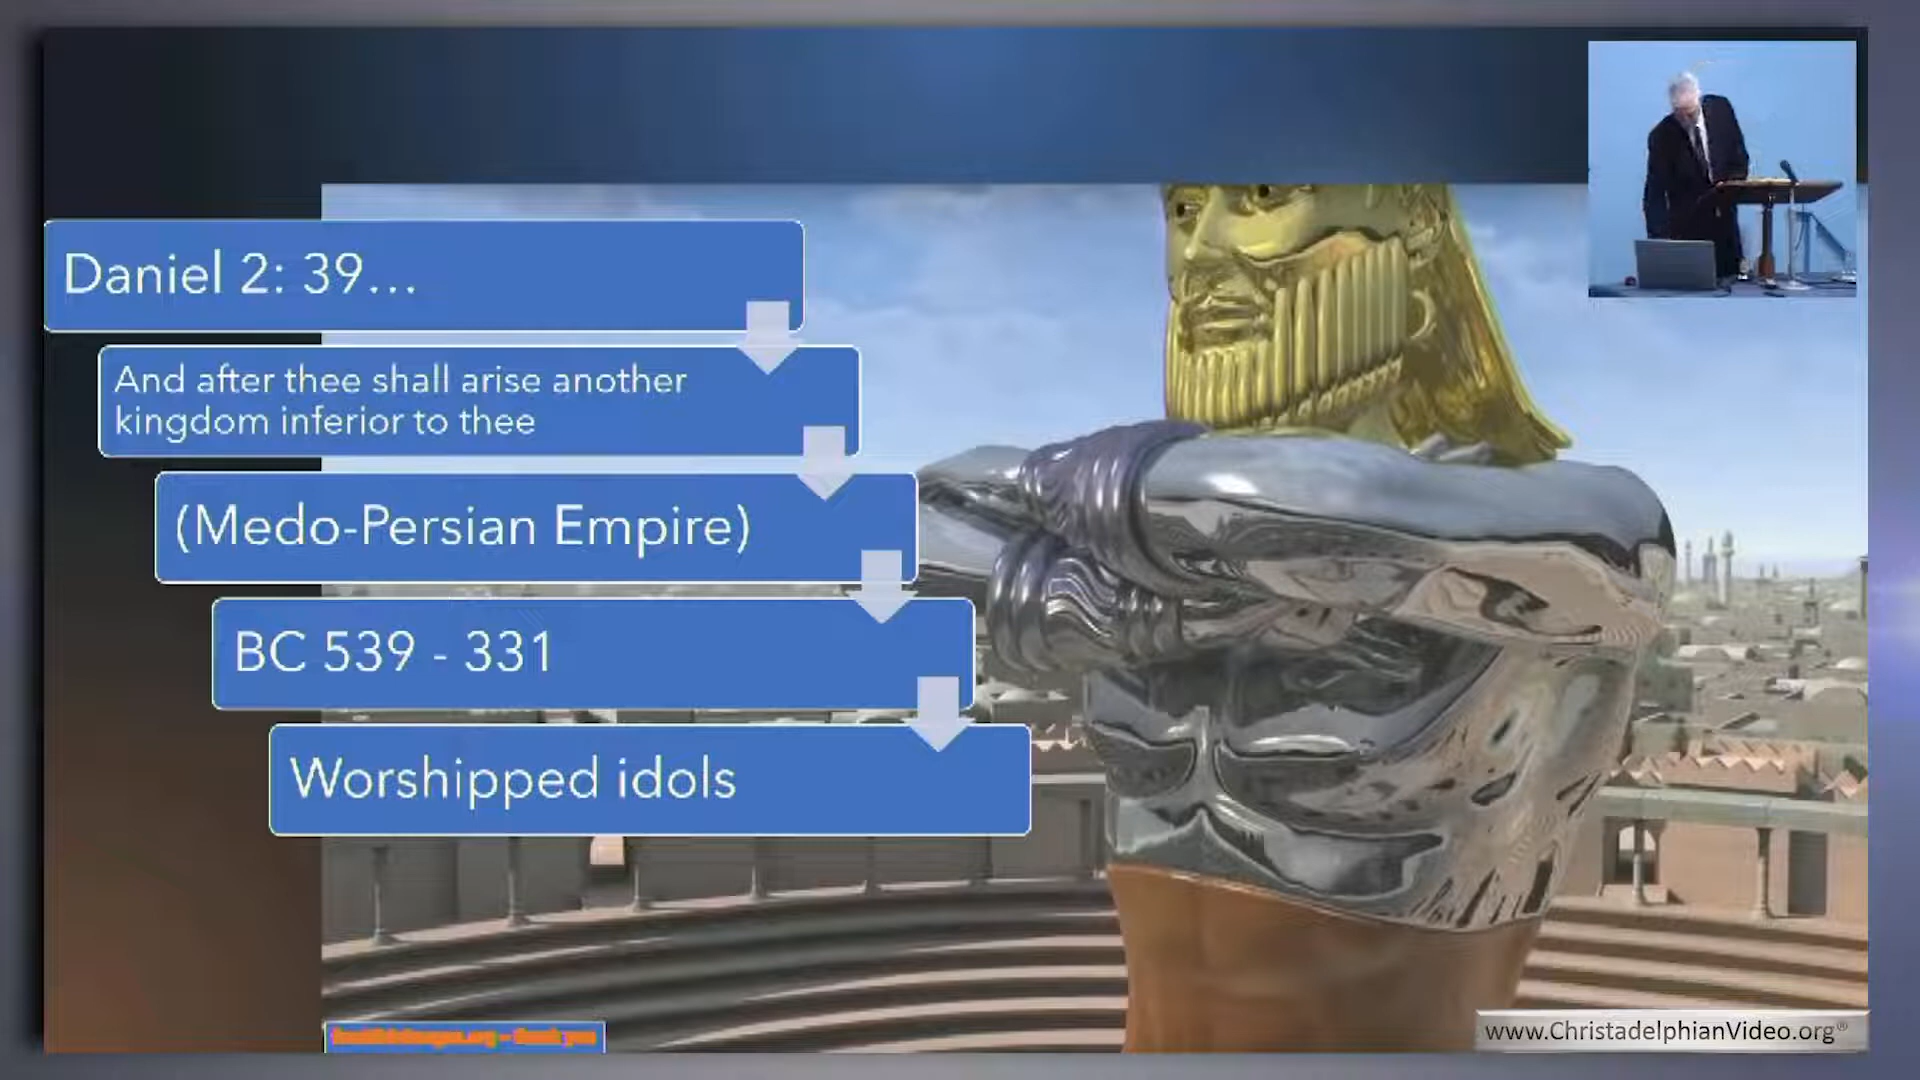 Daniel 2: 39...
And after thee shall arise another
kingdom inferior to thee
(Medo-Persian Empire)
BC 539 - 331
Worshipped idols
www.ChristadelphianVideo.org®